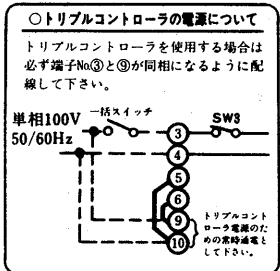 ○トリプルコントローラの電源について
トリプルコントローラを使用する場合は
必ず端子No.③と⑨が同相になるように配
線して下さい。
一括スイッチ
単相100V
50/60Hz
SW3
③
④
⑤
⑥
⑨
⑩
トリプルコント
ローラ電源のた
めの常時通電と
して下さい。